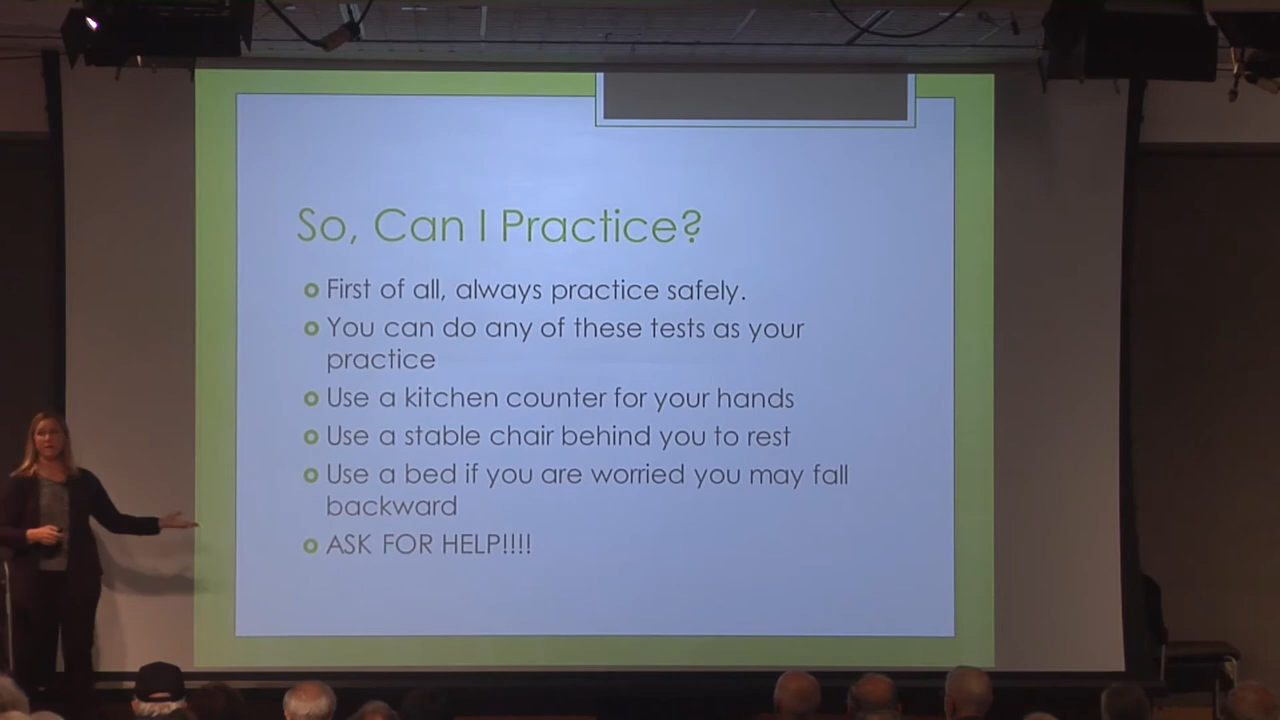 So, Can I Practice?
First of all, always practice safely.
You can do any of these tests as your
practice
Use a kitchen counter for your hands
Use a stable chair behind you to rest
Use a bed if you are worried you may fall
backward
ASK FOR HELP!!!!